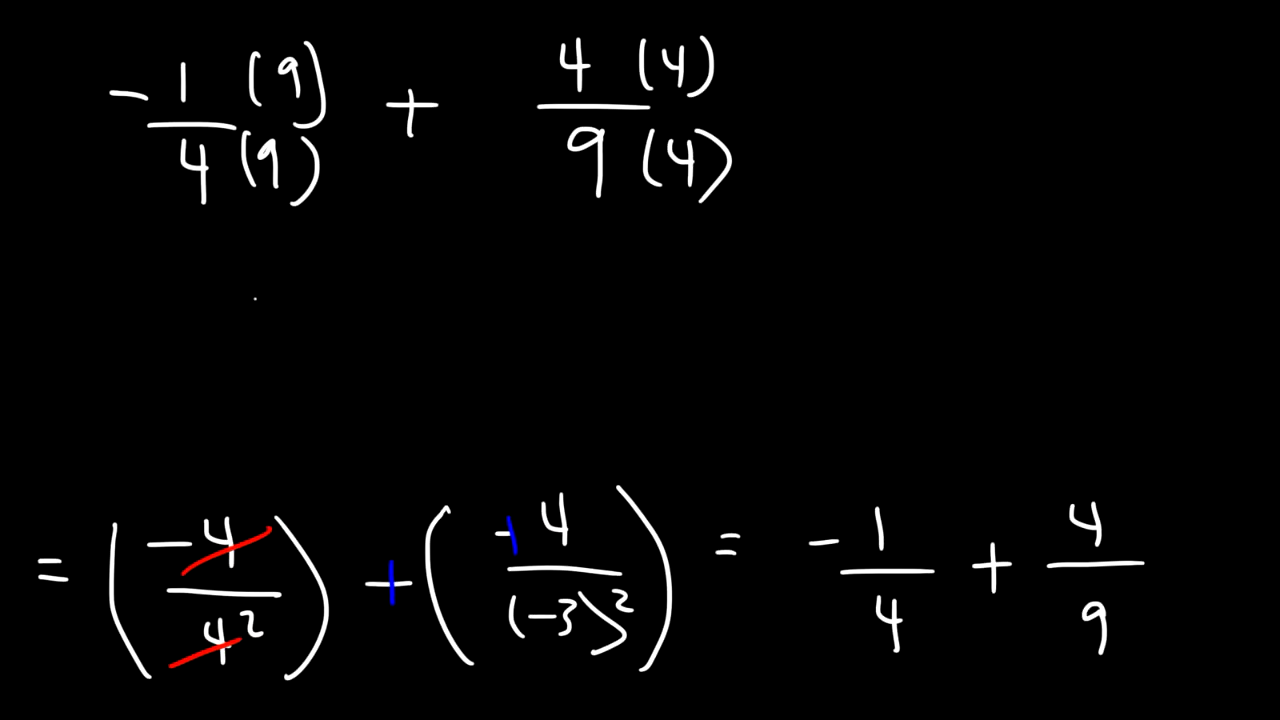 - 1 (9) / 4 (9) + 4 (4) / 9 (4)
= (-4 / 4²) + (+4 / (-3)²) = - 1 / 4 + 4 / 9